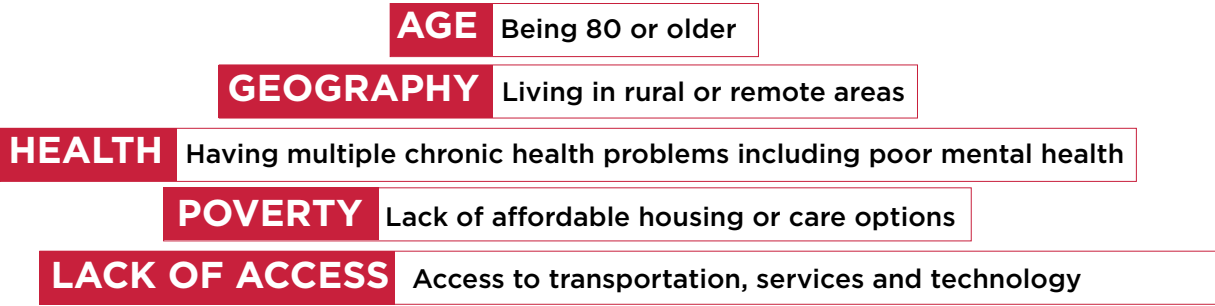 AGE Being 80 or older
GEOGRAPHY Living in rural or remote areas
HEALTH Having multiple chronic health problems including poor mental health
POVERTY Lack of affordable housing or care options
LACK OF ACCESS Access to transportation, services and technology